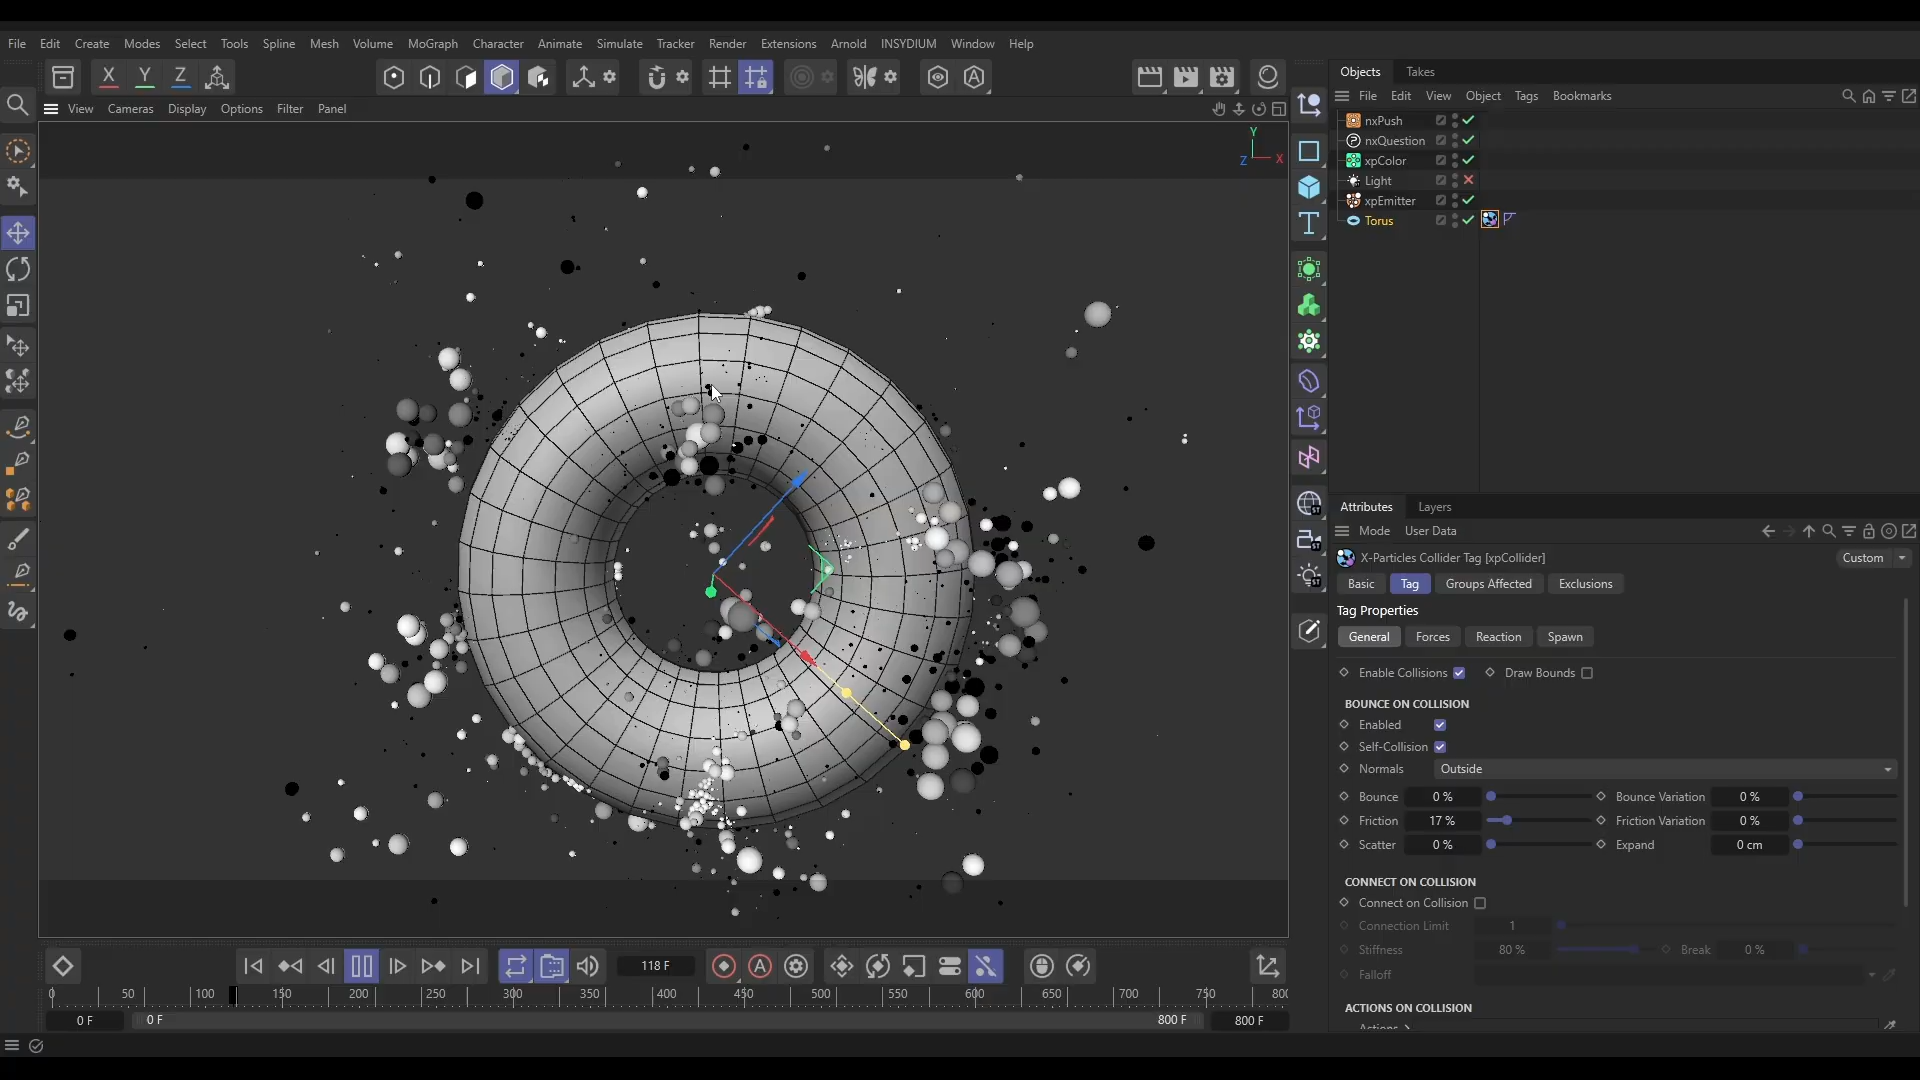 File Edit Create Modes Select Tools Spline Mesh Volume MoGraph Character Animate Simulate Tracker Render Extensions Arnold INSYDIUM Window Help
X Y Z
View Cameras Display Options Filter Panel
Y
Z X
Objects Takes
File Edit View Object Tags Bookmarks
nxPush
nxQuestion
xpColor
Light
xpEmitter
Torus
Attributes Layers
Mode User Data
X-Particles Collider Tag [xpCollider] Custom
Basic Tag Groups Affected Exclusions
Tag Properties
General Forces Reaction Spawn
Enable Collisions Draw Bounds
BOUNCE ON COLLISION
Enabled
Self-Collision
Normals Outside
Bounce 0 % Bounce Variation 0 %
Friction 17 % Friction Variation 0 %
Scatter 0 % Expand 0 cm
CONNECT ON COLLISION
Connect on Collision
Connection Limit 1
Stiffness 80 % Break 0 %
Falloff
ACTIONS ON COLLISION
Actions
118 F
0 50 100 150 200 250 300 350 400 450 500 550 600 650 700 750 800
0 F 0 F 800 F 800 F